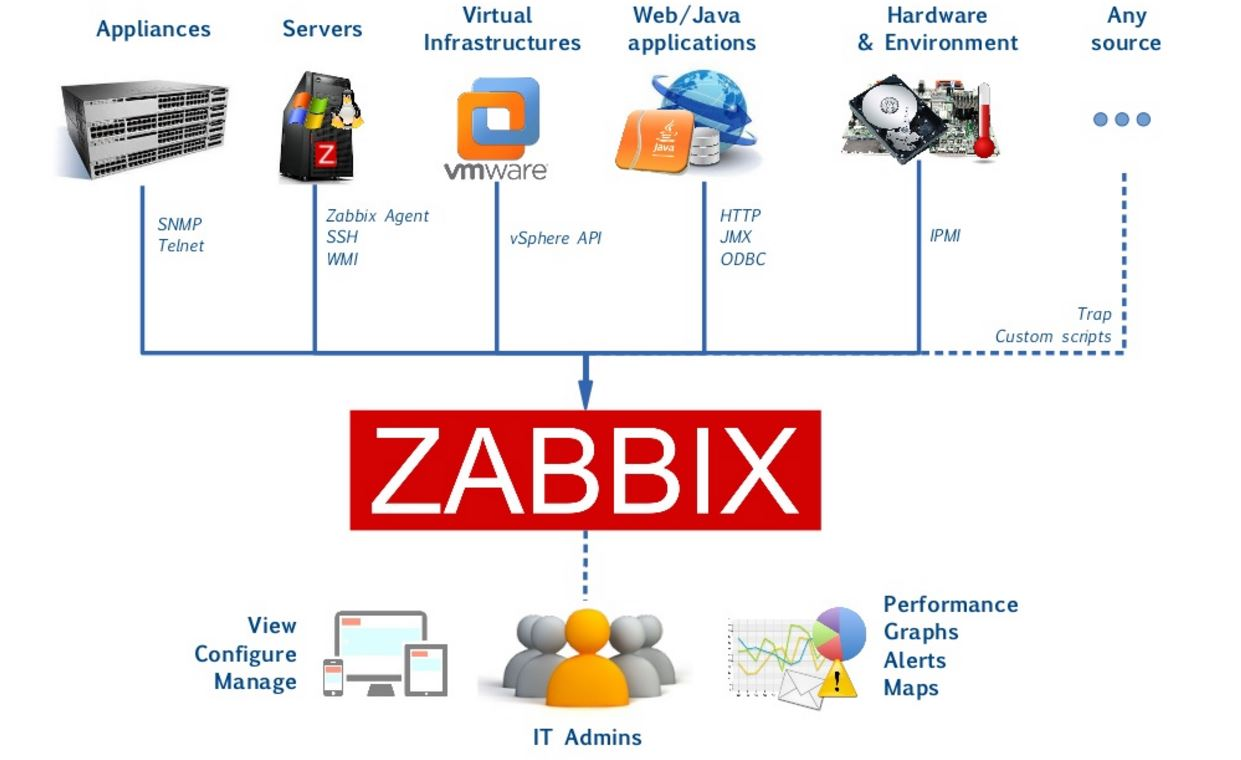 Appliances
Servers
Virtual
Infrastructures
Web/Java
applications
Hardware
& Environment
Any
source
Z
vmware
Java
SNMP
Telnet
Zabbix Agent
SSH
WMI
vSphere API
HTTP
JMX
ODBC
IPMI
Trap
Custom scripts
ZABBIX
View
Configure
Manage
IT Admins
!
Performance
Graphs
Alerts
Maps